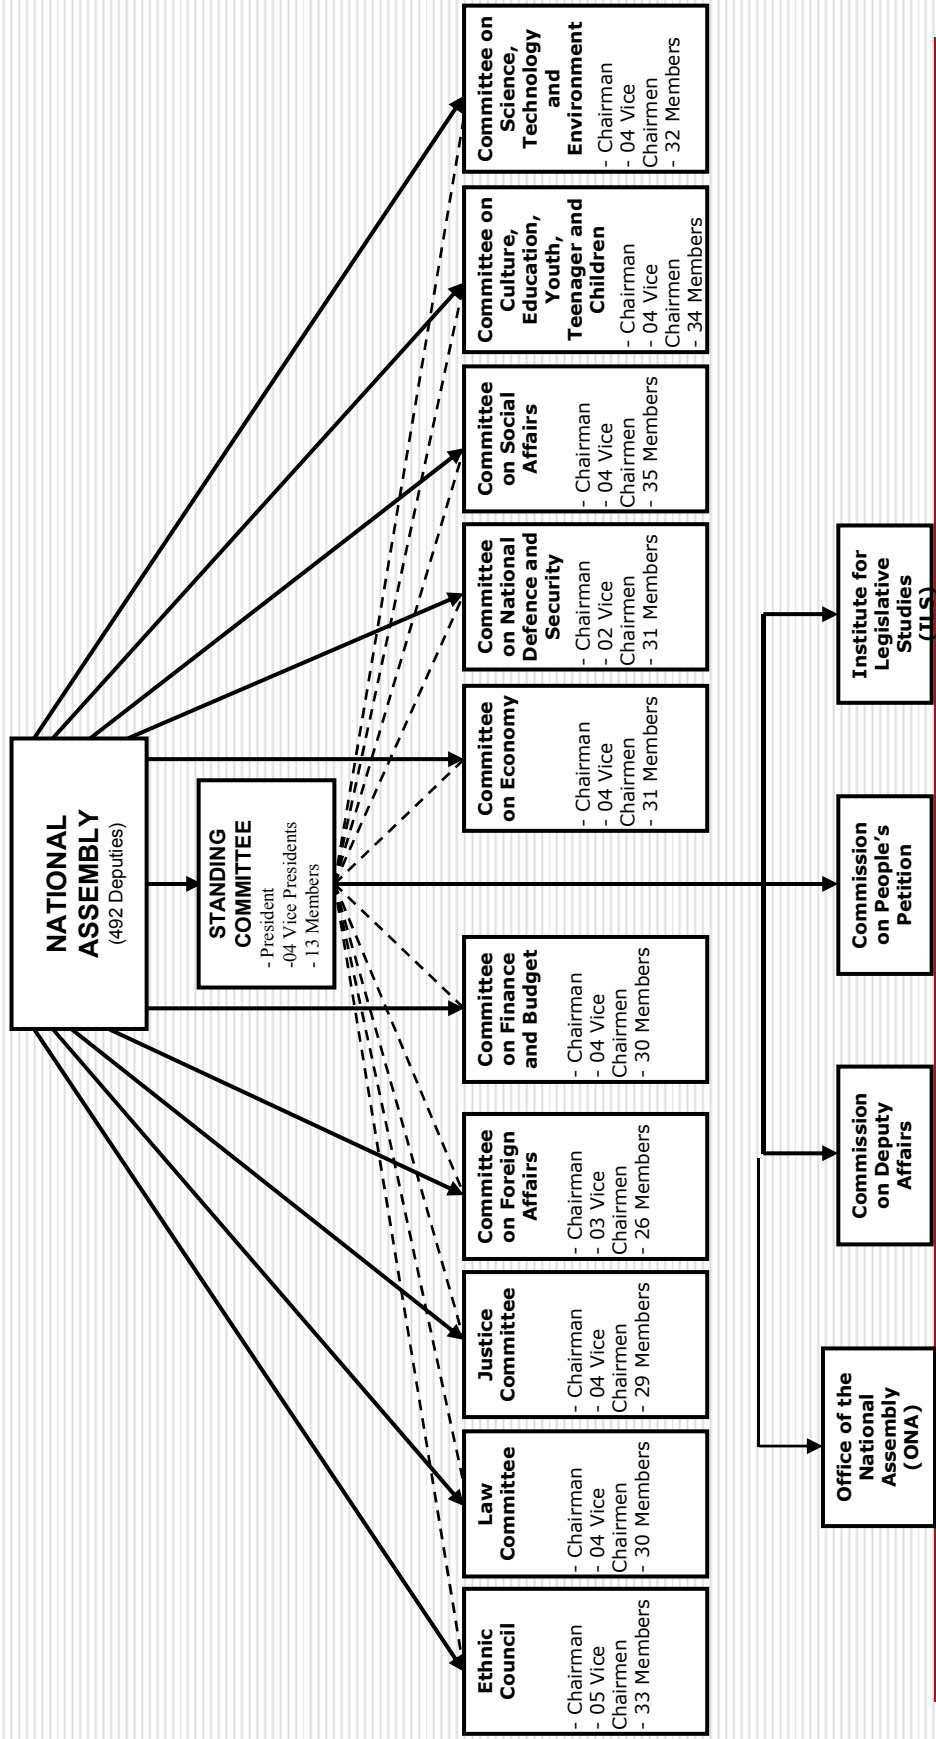 NATIONAL
ASSEMBLY
(492 Deputies)
STANDING
COMMITTEE
- President
-04 Vice Presidents
- 13 Members
Ethnic
Council
- Chairman
- 05 Vice
Chairmen
- 33 Members
Law
Committee
- Chairman
- 04 Vice
Chairmen
- 30 Members
Justice
Committee
- Chairman
- 04 Vice
Chairmen
- 29 Members
Committee
on Foreign
Affairs
- Chairman
- 03 Vice
Chairmen
- 26 Members
Committee
on Finance
and Budget
- Chairman
- 04 Vice
Chairmen
- 30 Members
Committee
on Economy
- Chairman
- 04 Vice
Chairmen
- 31 Members
Committee
on National
Defence and
Security
- Chairman
- 02 Vice
Chairmen
- 31 Members
Committee
on Social
Affairs
- Chairman
- 04 Vice
Chairmen
- 35 Members
Committee on
Culture,
Education,
Youth,
Teenager and
Children
- Chairman
- 04 Vice
Chairmen
- 34 Members
Committee on
Science,
Technology
and
Environment
- Chairman
- 04 Vice
Chairmen
- 32 Members
Office of the
National
Assembly
(ONA)
Commission
on Deputy
Affairs
Commission
on People's
Petition
Institute for
Legislative
Studies
(ILS)